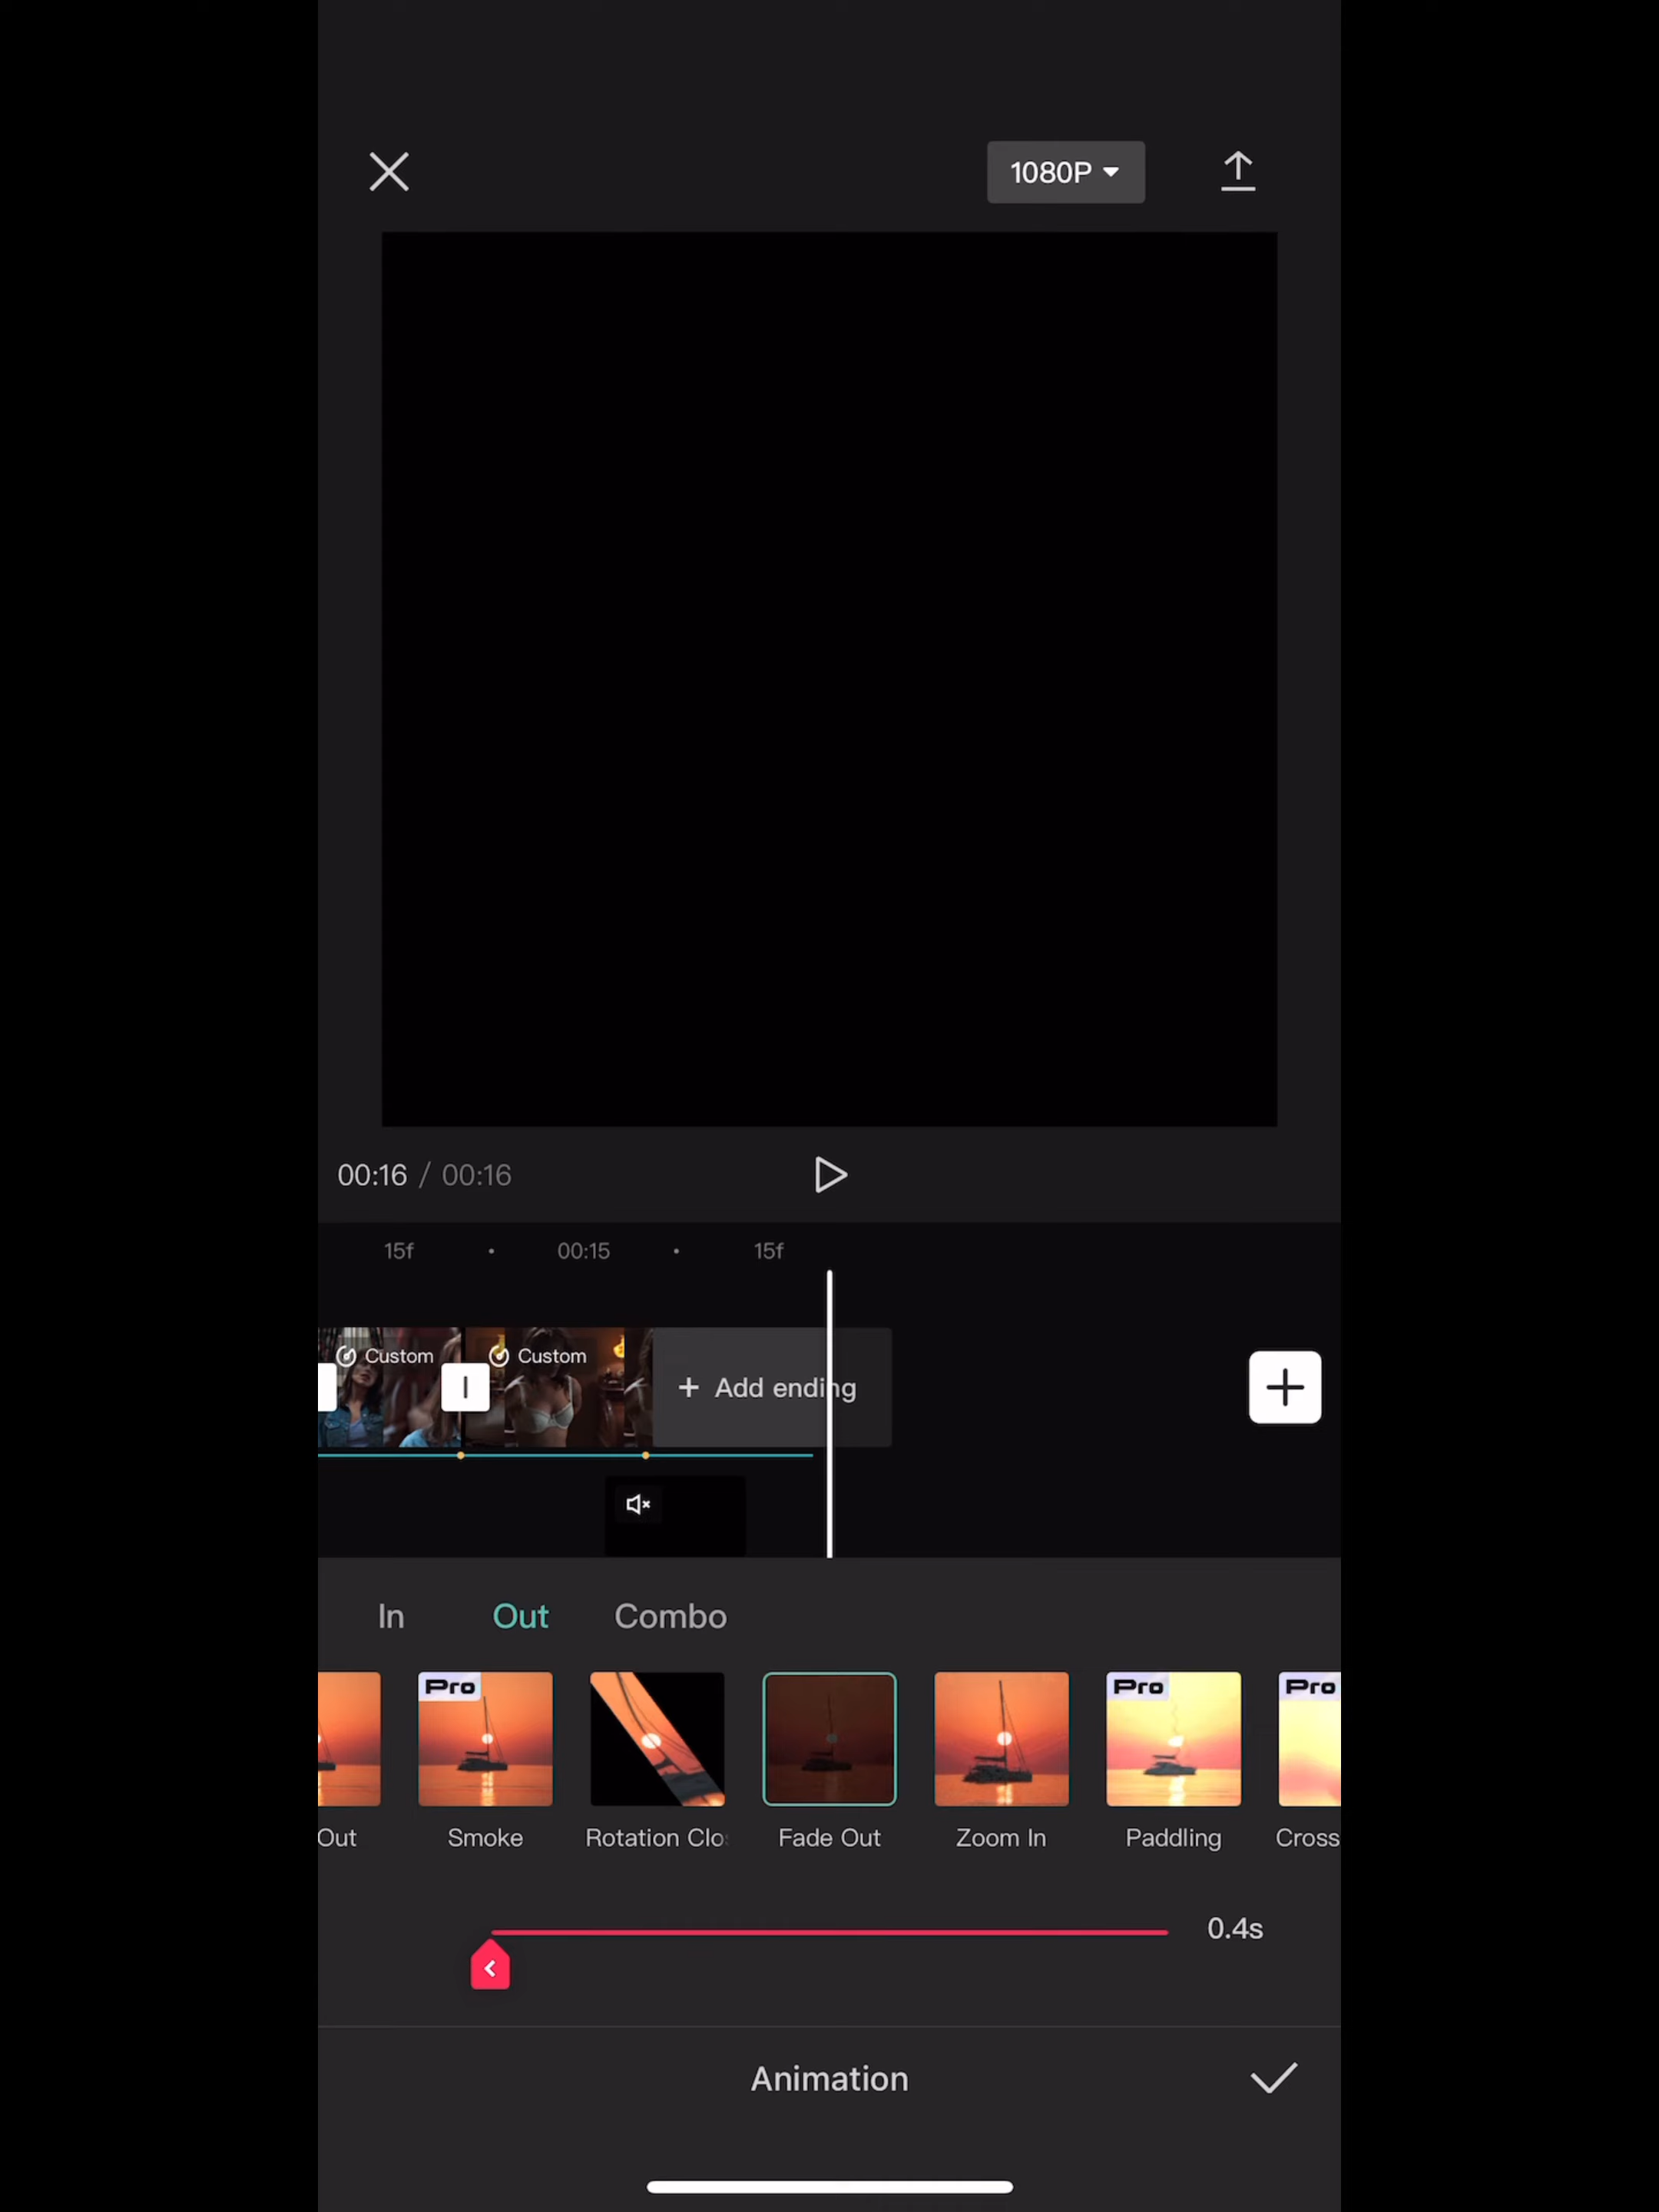 1080P
00:16 / 00:16
15f 00:15 15f
Custom Custom
+ Add ending
In Out Combo
Pro Pro Pro
Out Smoke Rotation Clo Fade Out Zoom In Paddling Cross
0.4s
Animation